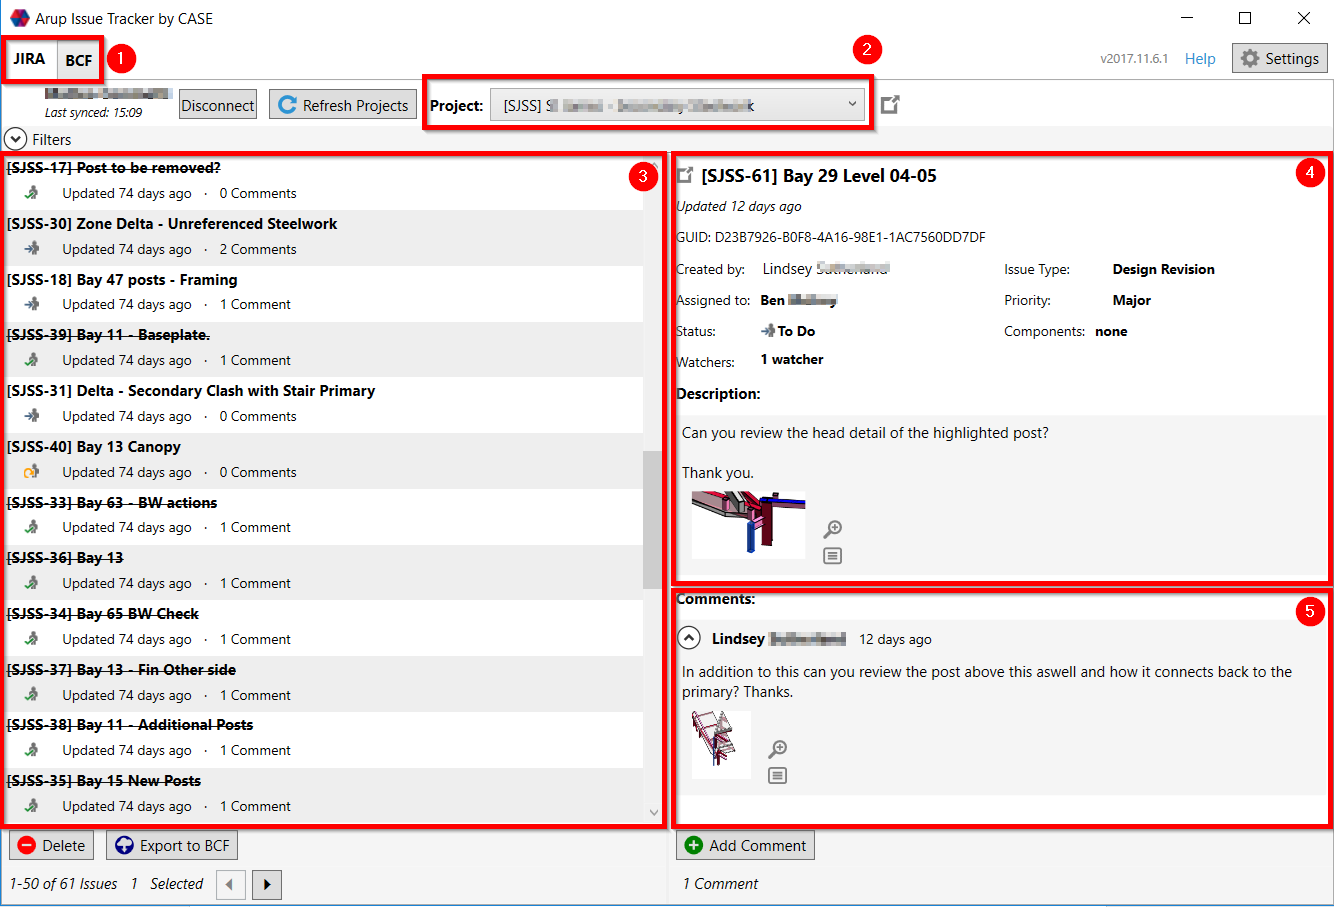 Arup Issue Tracker by CASE
JIRA
BCF
1
2
v2017.11.6.1
Help
Settings
Last synced: 15:09
Disconnect
Refresh Projects
Project:
[SJSS]
Filters
[SJSS-17] Post to be removed?
Updated 74 days ago · 0 Comments
[SJSS-30] Zone Delta - Unreferenced Steelwork
Updated 74 days ago · 2 Comments
[SJSS-18] Bay 47 posts - Framing
Updated 74 days ago · 1 Comment
[SJSS-39] Bay 11 - Baseplate.
Updated 74 days ago · 1 Comment
[SJSS-31] Delta - Secondary Clash with Stair Primary
Updated 74 days ago · 0 Comments
[SJSS-40] Bay 13 Canopy
Updated 74 days ago · 0 Comments
[SJSS-33] Bay 63 - BW actions
Updated 74 days ago · 1 Comment
[SJSS-36] Bay 13
Updated 74 days ago · 1 Comment
[SJSS-34] Bay 65 BW Check
Updated 74 days ago · 1 Comment
[SJSS-37] Bay 13 - Fin Other side
Updated 74 days ago · 1 Comment
[SJSS-38] Bay 11 - Additional Posts
Updated 74 days ago · 1 Comment
[SJSS-35] Bay 15 New Posts
Updated 74 days ago · 1 Comment
3
Delete
Export to BCF
1-50 of 61 Issues 1 Selected
4
[SJSS-61] Bay 29 Level 04-05
Updated 12 days ago
GUID: D23B7926-B0F8-4A16-98E1-1AC7560DD7DF
Created by: Lindsey
Issue Type: Design Revision
Assigned to: Ben
Priority: Major
Status: To Do
Components: none
Watchers: 1 watcher
Description:
Can you review the head detail of the highlighted post?
Thank you.
Comments:
5
Lindsey 12 days ago
In addition to this can you review the post above this aswell and how it connects back to the
primary? Thanks.
Add Comment
1 Comment